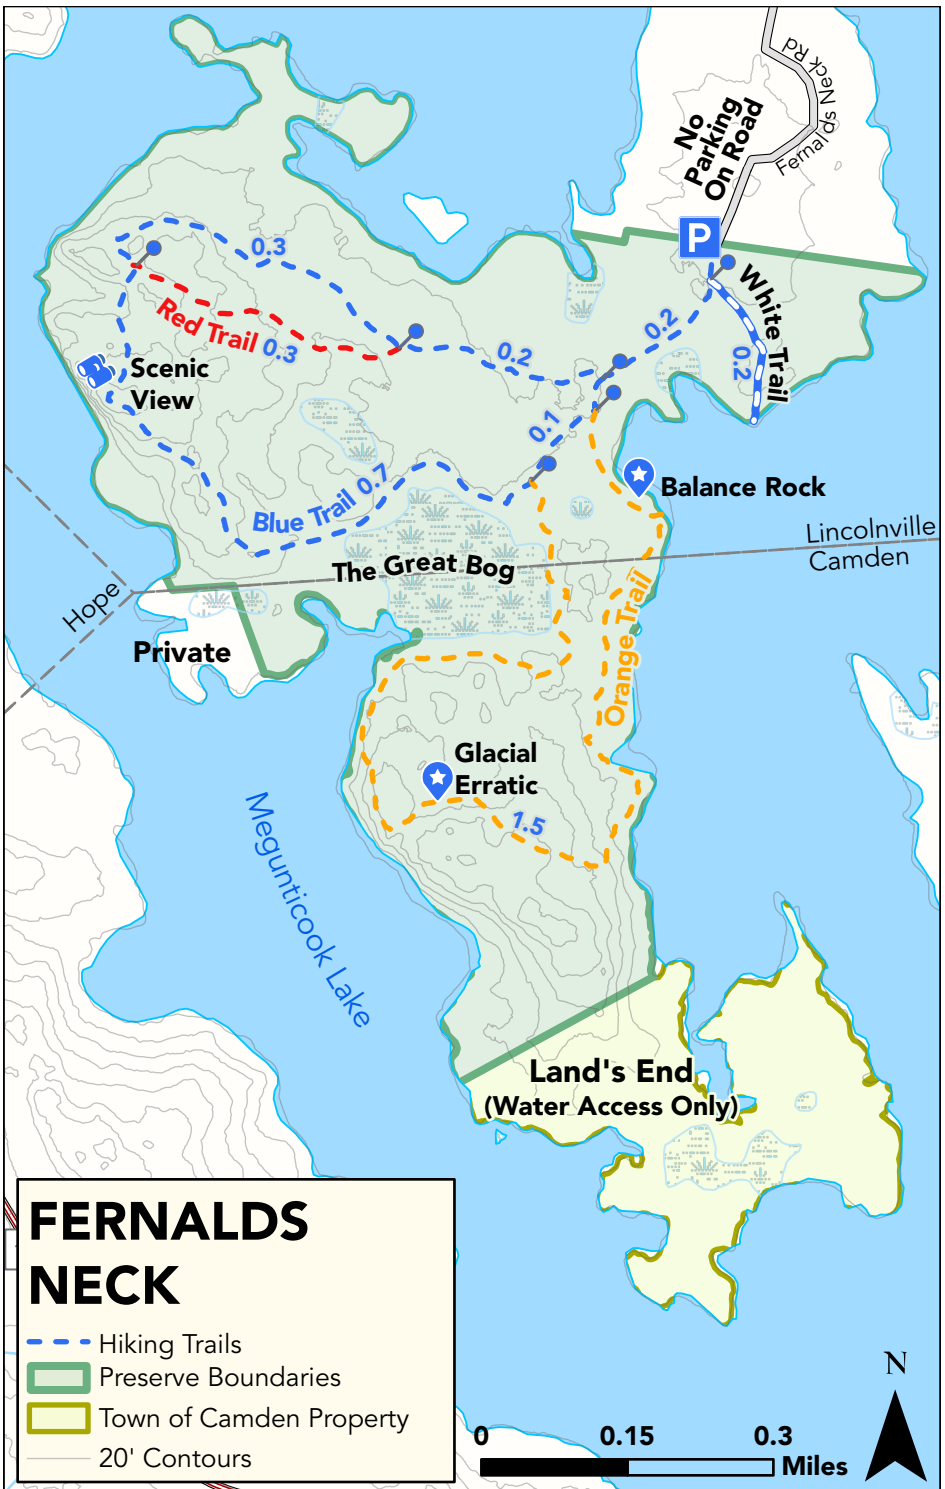 No
Parking
On Road
Fernalds Neck Rd
P
White Trail
0.2
0.3
Red Trail 0.3
0.2
0.2
Scenic
View
0.1
Blue Trail 0.7
Balance Rock
Lincolnville
Camden
The Great Bog
Hope
Private
Orange Trail
Glacial
Erratic
1.5
Megunticook Lake
Land's End
(Water Access Only)
FERNALDS
NECK
Hiking Trails
Preserve Boundaries
Town of Camden Property
20' Contours
N
0 0.15 0.3
Miles